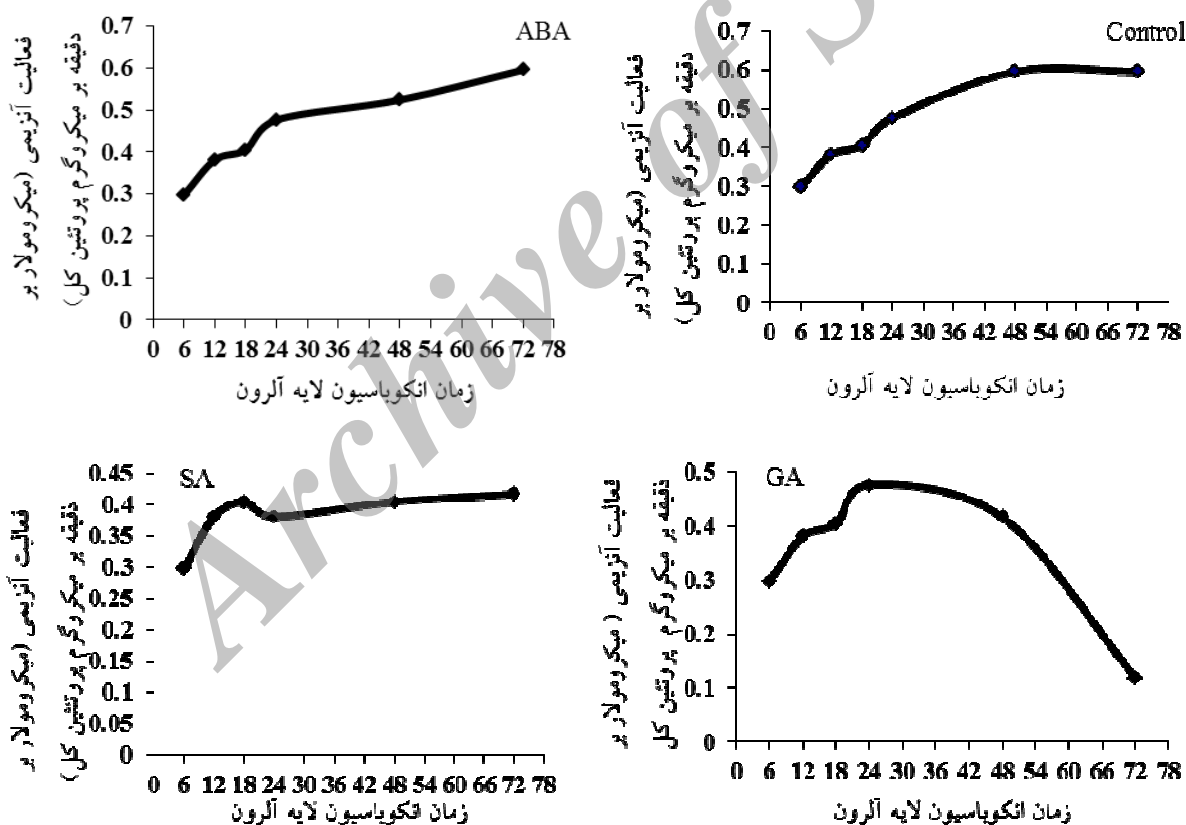 ABA
0.7
0.6
0.5
0.4
0.3
0.2
0.1
0
0 6 12 18 24 30 36 42 48 54 60 66 72 78
فعالیت آنزیمی (میکرومولار بر
دقیقه بر میکروگرم پروتئین کل)
زمان انکوباسیون لایه آلرون
Control
0.7
0.6
0.5
0.4
0.3
0.2
0.1
0
0 6 12 18 24 30 36 42 48 54 60 66 72 78
فعالیت آنزیمی (میکرومولار بر
دقیقه بر میکروگرم پروتئین کل)
زمان انکوباسیون لایه آلرون
SA
0.45
0.4
0.35
0.3
0.25
0.2
0.15
0.1
0.05
0
0 6 12 18 24 30 36 42 48 54 60 66 72 78
فعالیت آنزیمی (میکرومولار بر
دقیقه بر میکروگرم پروتئین کل)
زمان انکوباسیون لایه آلرون
GA
0.5
0.4
0.3
0.2
0.1
0
0 6 12 18 24 30 36 42 48 54 60 66 72 78
فعالیت آنزیمی ( میکرومولار بر
دقیقه بر میکروگرم پروتئین کل
زمان انکوباسیون لایه آلرون
Archive of S